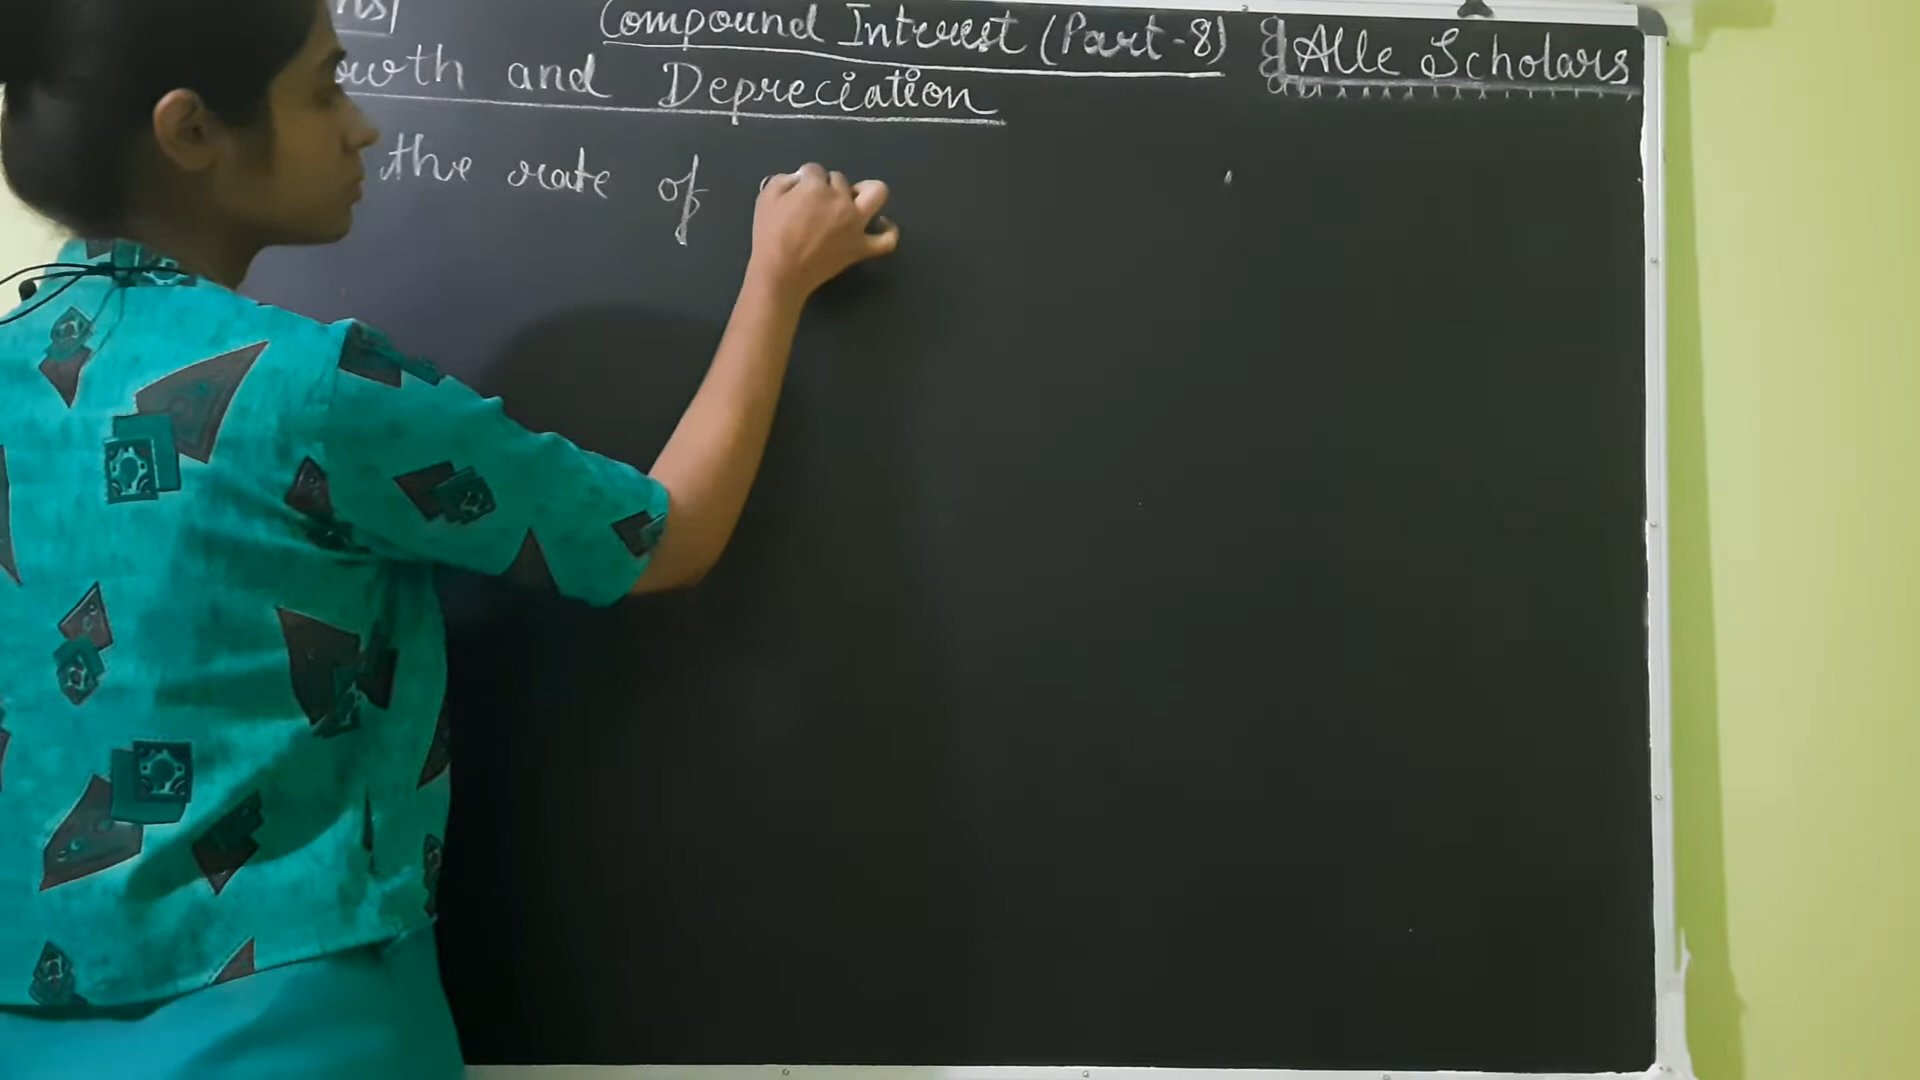 Compound Interest (Part-8)
Alle Scholars
and Depreciation
the rate of